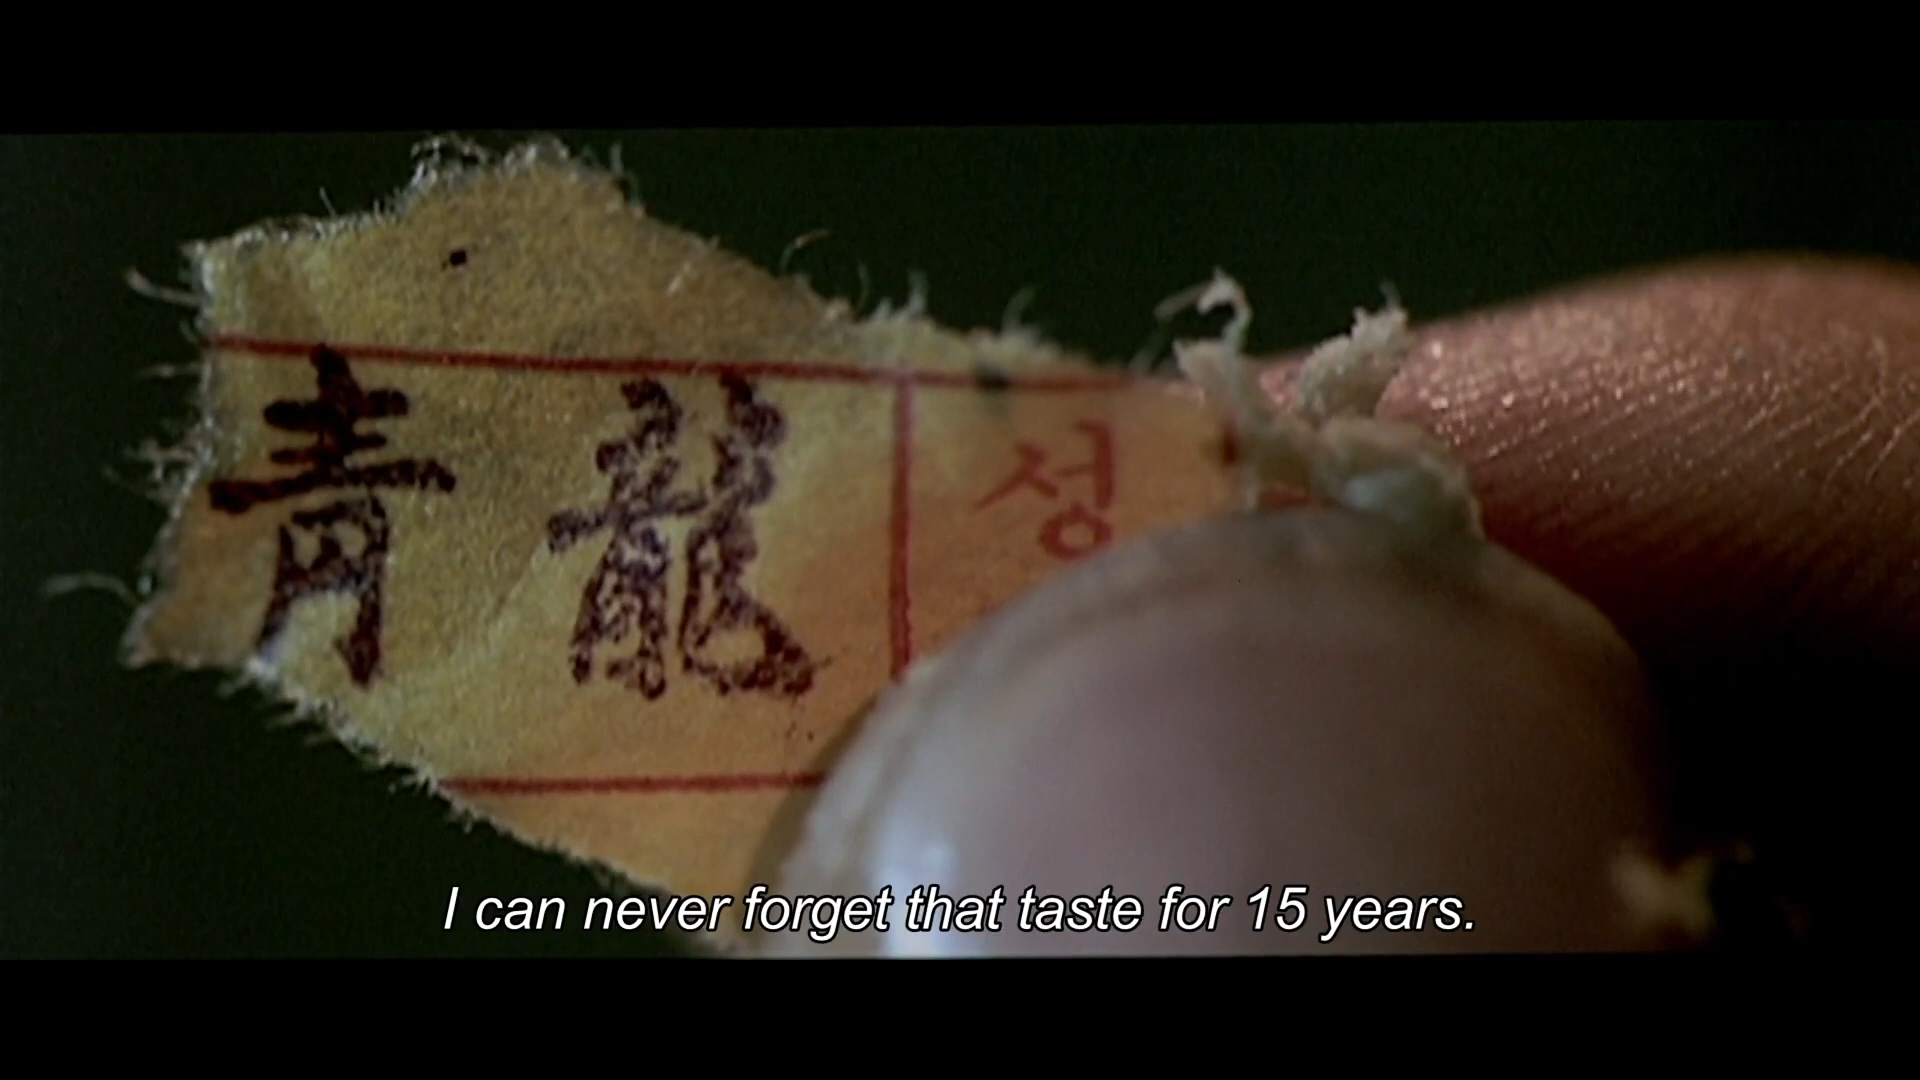 青龍 성
I can never forget that taste for 15 years.